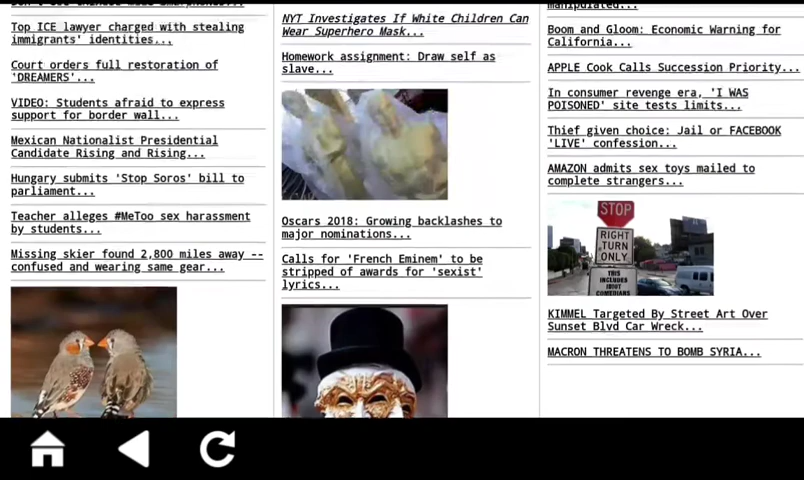 Top ICE lawyer charged with stealing
immigrants' identities...
Court orders full restoration of
'DREAMERS'...
VIDEO: Students afraid to express
support for border wall...
Mexican Nationalist Presidential
Candidate Rising and Rising...
Hungary submits 'Stop Soros' bill to
parliament...
Teacher alleges #MeToo sex harassment
by students...
Missing skier found 2,800 miles away --
confused and wearing same gear...
NYT Investigates If White Children Can
Wear Superhero Mask...
Homework assignment: Draw self as
slave...
Oscars 2018: Growing backlashes to
major nominations...
Calls for 'French Eminem' to be
stripped of awards for 'sexist'
lyrics...
manipulated...
Boom and Gloom: Economic Warning for
California...
APPLE Cook Calls Succession Priority...
In consumer revenge era, 'I WAS
POISONED' site tests limits...
Thief given choice: Jail or FACEBOOK
'LIVE' confession...
AMAZON admits sex toys mailed to
complete strangers...
STOP
RIGHT
TURN
ONLY
THIS
INCLUDES
IDIOT
COMEDIANS
KIMMEL Targeted By Street Art Over
Sunset Blvd Car Wreck...
MACRON THREATENS TO BOMB SYRIA...